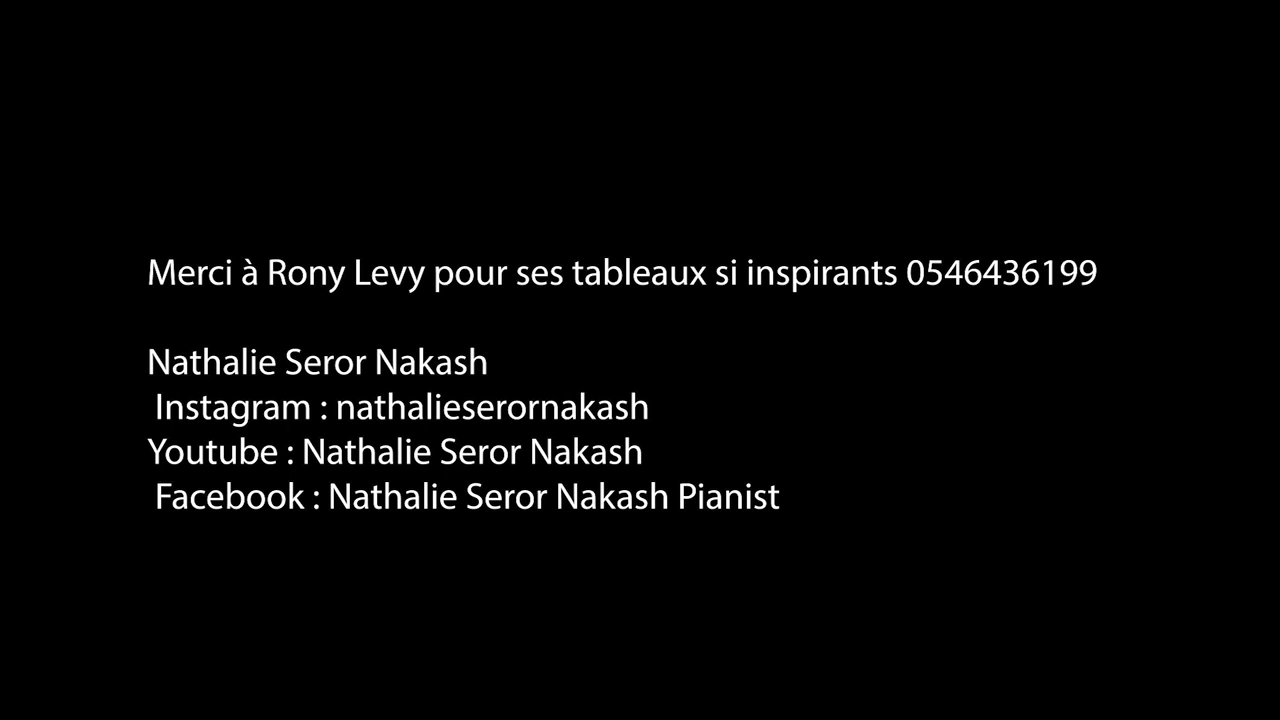 Merci à Rony Levy pour ses tableaux si inspirants 0546436199
Nathalie Seror Nakash
Instagram : nathalieserornakash
Youtube : Nathalie Seror Nakash
Facebook : Nathalie Seror Nakash Pianist